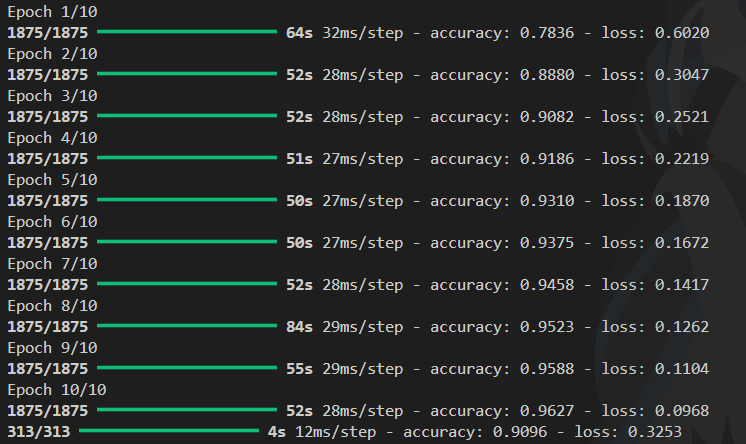 Epoch 1/10
1875/1875 64s 32ms/step - accuracy: 0.7836 - loss: 0.6020
Epoch 2/10
1875/1875 52s 28ms/step - accuracy: 0.8880 - loss: 0.3047
Epoch 3/10
1875/1875 52s 28ms/step - accuracy: 0.9082 - loss: 0.2521
Epoch 4/10
1875/1875 51s 27ms/step - accuracy: 0.9186 - loss: 0.2219
Epoch 5/10
1875/1875 50s 27ms/step - accuracy: 0.9310 - loss: 0.1870
Epoch 6/10
1875/1875 50s 27ms/step - accuracy: 0.9375 - loss: 0.1672
Epoch 7/10
1875/1875 52s 28ms/step - accuracy: 0.9458 - loss: 0.1417
Epoch 8/10
1875/1875 84s 29ms/step - accuracy: 0.9523 - loss: 0.1262
Epoch 9/10
1875/1875 55s 29ms/step - accuracy: 0.9588 - loss: 0.1104
Epoch 10/10
1875/1875 52s 28ms/step - accuracy: 0.9627 - loss: 0.0968
313/313 4s 12ms/step - accuracy: 0.9096 - loss: 0.3253